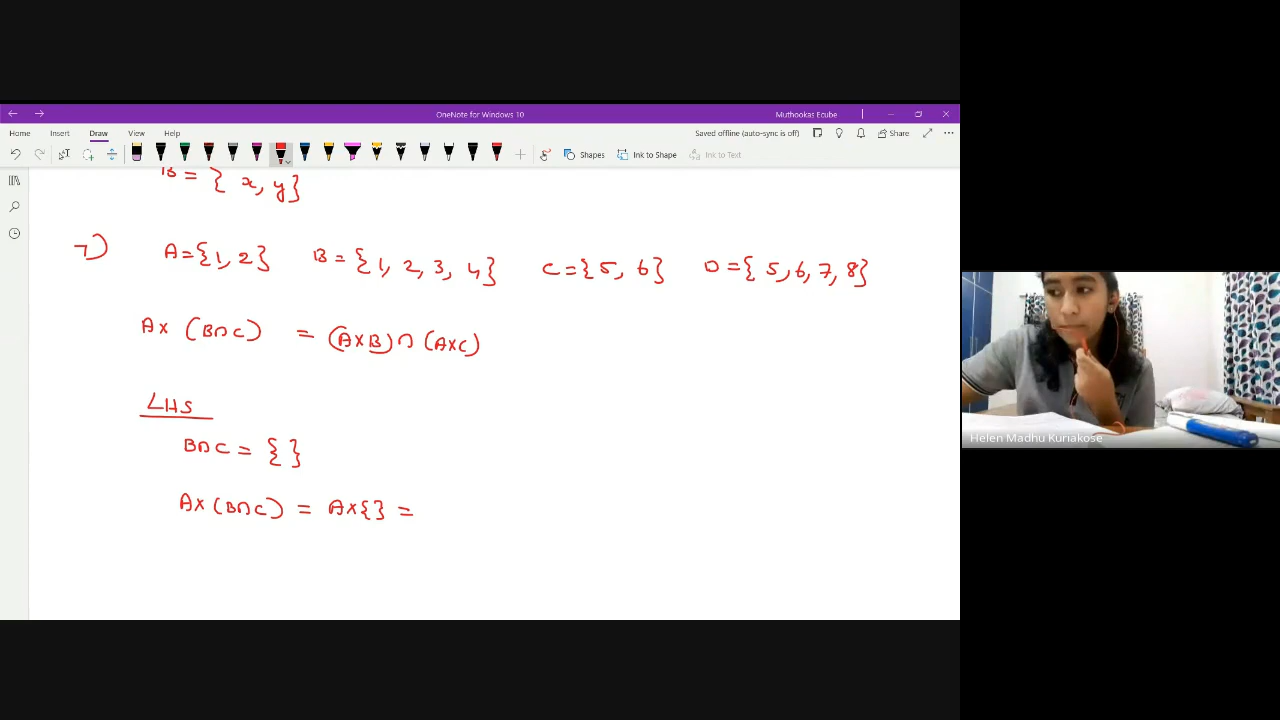 OneNote for Windows 10
Muthookas Ecube
Home Insert Draw View Help
Saved offline (auto-sync is off) Share
Shapes Ink to Shape Ink to Text
B = { x, y}
7) A={1, 2} B = {1, 2, 3, 4} C={5, 6} D={ 5, 6, 7, 8}
A× (B∩C) = (A×B)∩(A×C)
LHS
B∩C = { }
A×(B∩C) = A×{} =
Helen Madhu Kuriakose